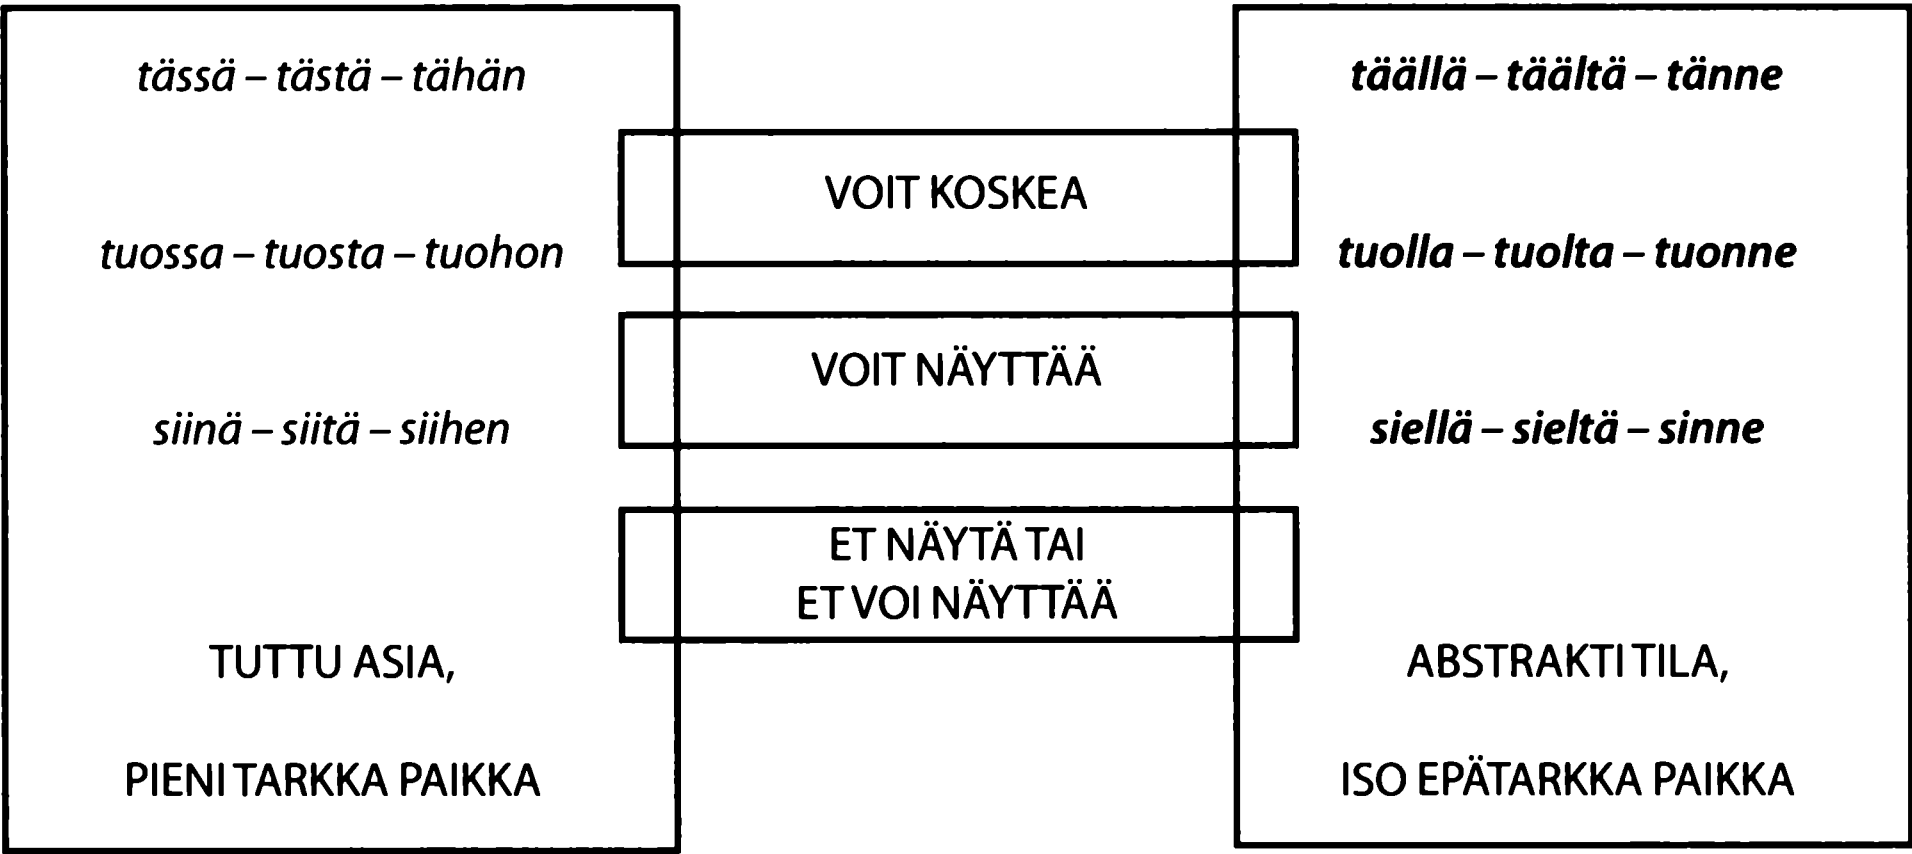 tässä – tästä – tähän
tuossa – tuosta – tuohon
siinä – siitä – siihen
TUTTU ASIA,
PIENI TARKKA PAIKKA
VOIT KOSKEA
VOIT NÄYTTÄÄ
ET NÄYTÄ TAI
ET VOI NÄYTTÄÄ
täällä – täältä – tänne
tuolla – tuolta – tuonne
siellä – sieltä – sinne
ABSTRAKTI TILA,
ISO EPÄTARKKA PAIKKA